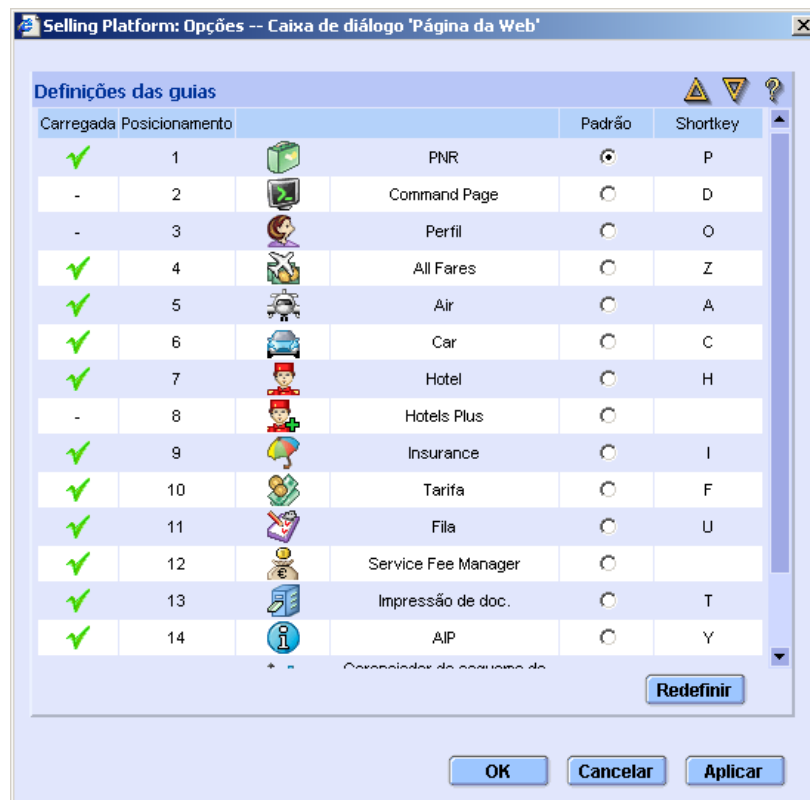 Selling Platform: Opções -- Caixa de diálogo 'Página da Web'
Definições das guias
Carregada Posicionamento Padrão Shortkey
1 PNR P
- 2 Command Page D
- 3 Perfil O
4 All Fares Z
5 Air A
6 Car C
7 Hotel H
- 8 Hotels Plus
9 Insurance I
10 Tarifa F
11 Fila U
12 Service Fee Manager
13 Impressão de doc. T
14 AIP Y
Redefinir
OK Cancelar Aplicar